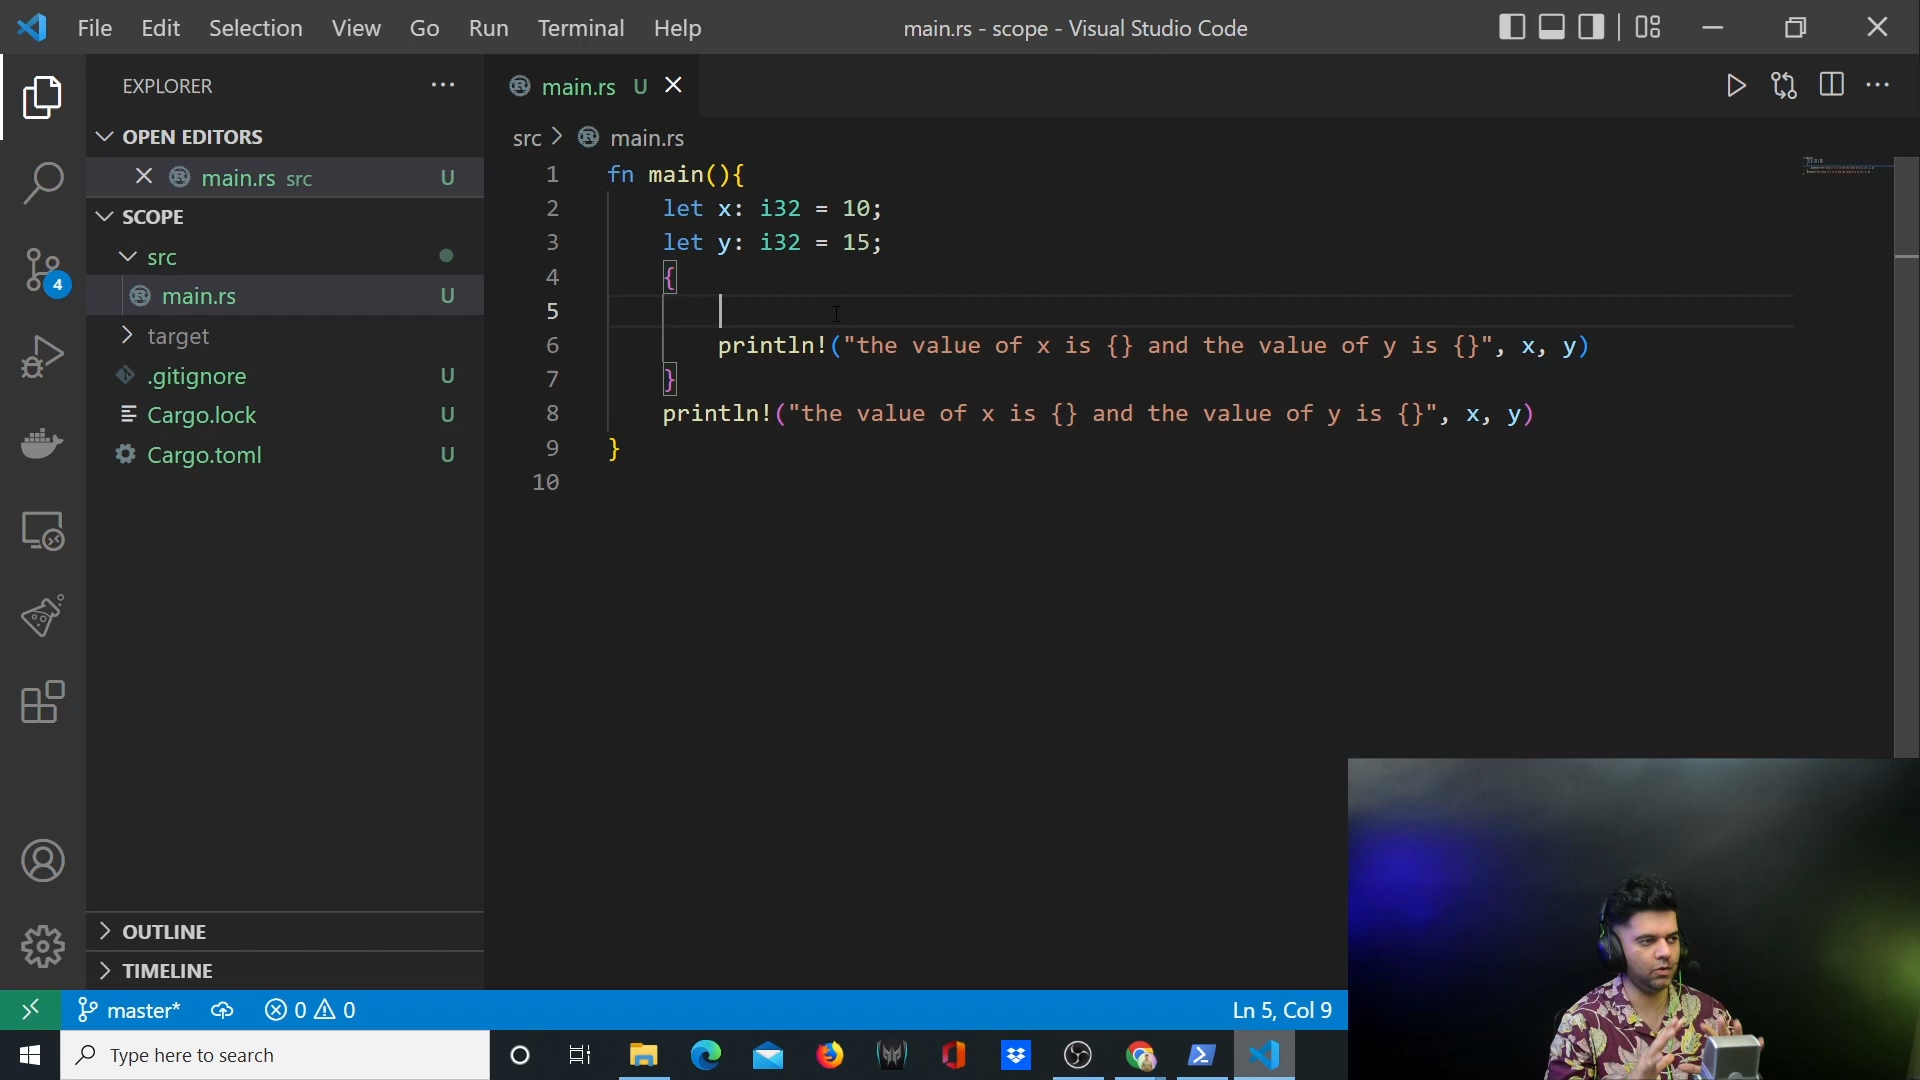 File Edit Selection View Go Run Terminal Help
main.rs - scope - Visual Studio Code
EXPLORER
OPEN EDITORS
main.rs src U
SCOPE
src
main.rs U
target
.gitignore U
Cargo.lock U
Cargo.toml U
OUTLINE
TIMELINE
4
main.rs U
src > main.rs
1 fn main(){
2 let x: i32 = 10;
3 let y: i32 = 15;
4 {
5
6 println!("the value of x is {} and the value of y is {}", x, y)
7 }
8 println!("the value of x is {} and the value of y is {}", x, y)
9 }
10
master* 0 0 Ln 5, Col 9
Type here to search